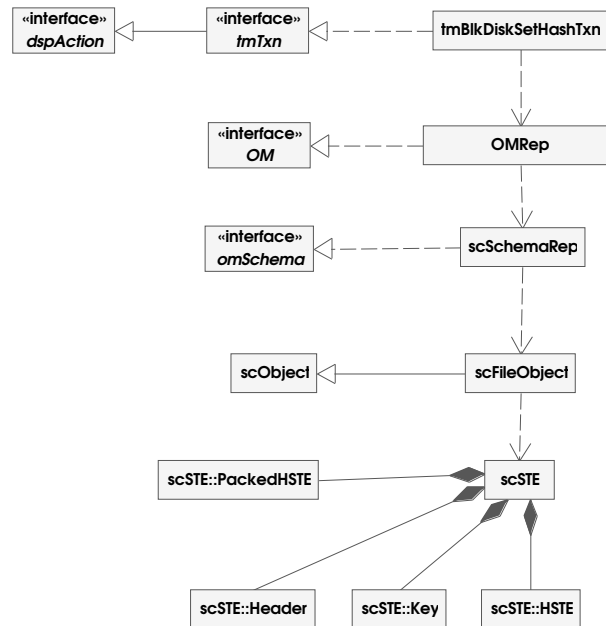 «interface»
dspAction
«interface»
tmTxn
tmBlkDiskSetHashTxn
«interface»
OM
OMRep
«interface»
omSchema
scSchemaRep
scObject
scFileObject
scSTE::PackedHSTE
scSTE
scSTE::Header
scSTE::Key
scSTE::HSTE